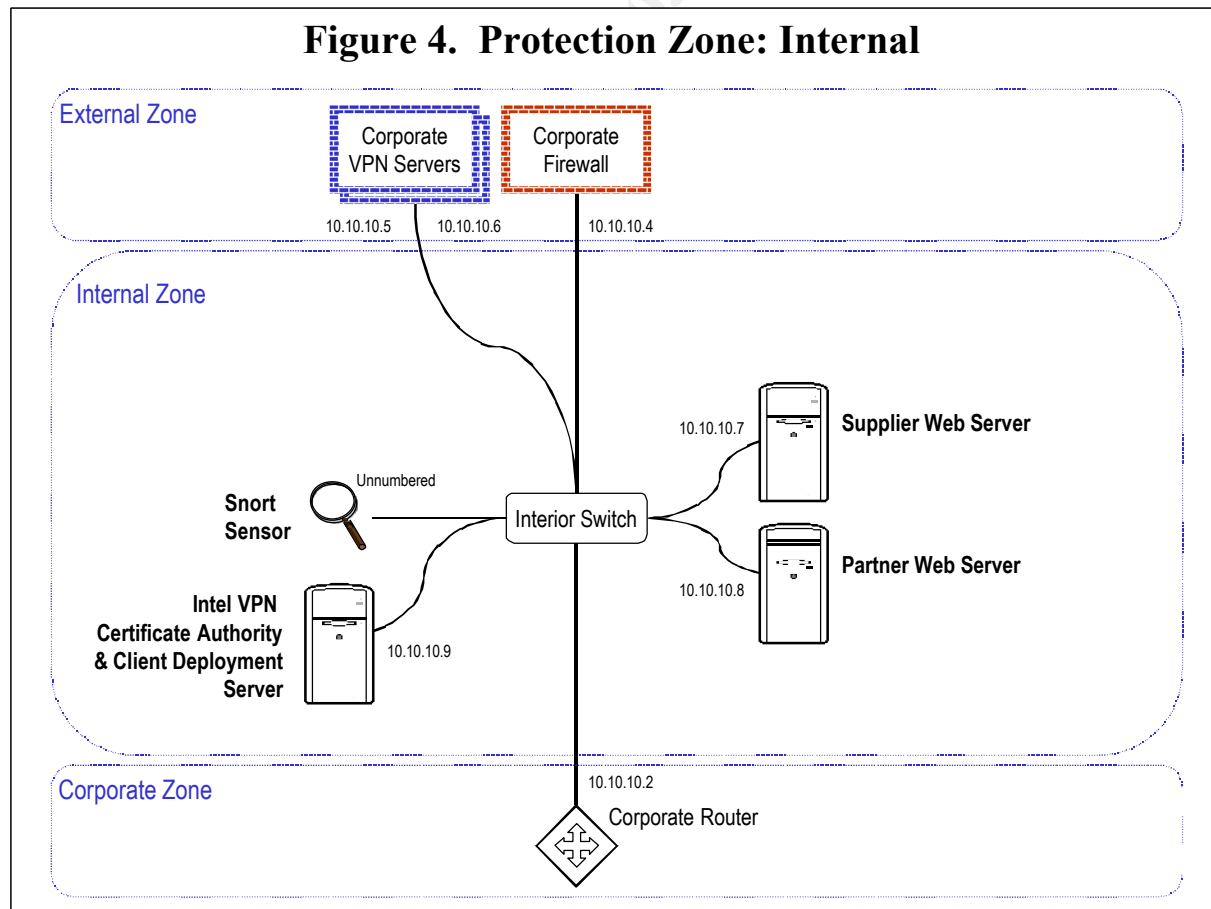 Figure 4. Protection Zone: Internal
External Zone
Corporate
VPN Servers
Corporate
Firewall
10.10.10.5
10.10.10.6
10.10.10.4
Internal Zone
10.10.10.7
Supplier Web Server
Unnumbered
Snort
Sensor
Interior Switch
Partner Web Server
10.10.10.8
Intel VPN
Certificate Authority
& Client Deployment
Server
10.10.10.9
Corporate Zone
10.10.10.2
Corporate Router